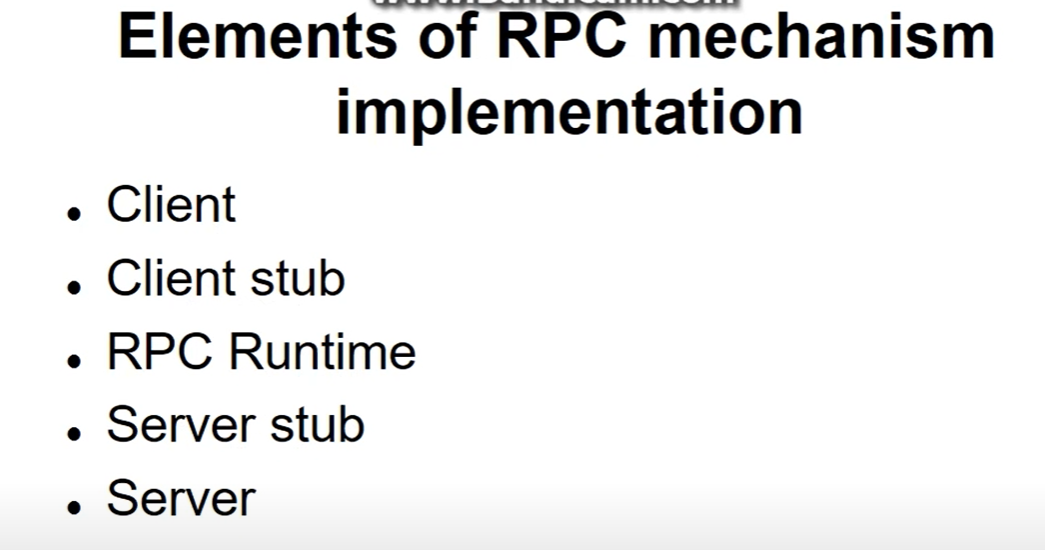 Elements of RPC mechanism
implementation
• Client
• Client stub
• RPC Runtime
• Server stub
• Server